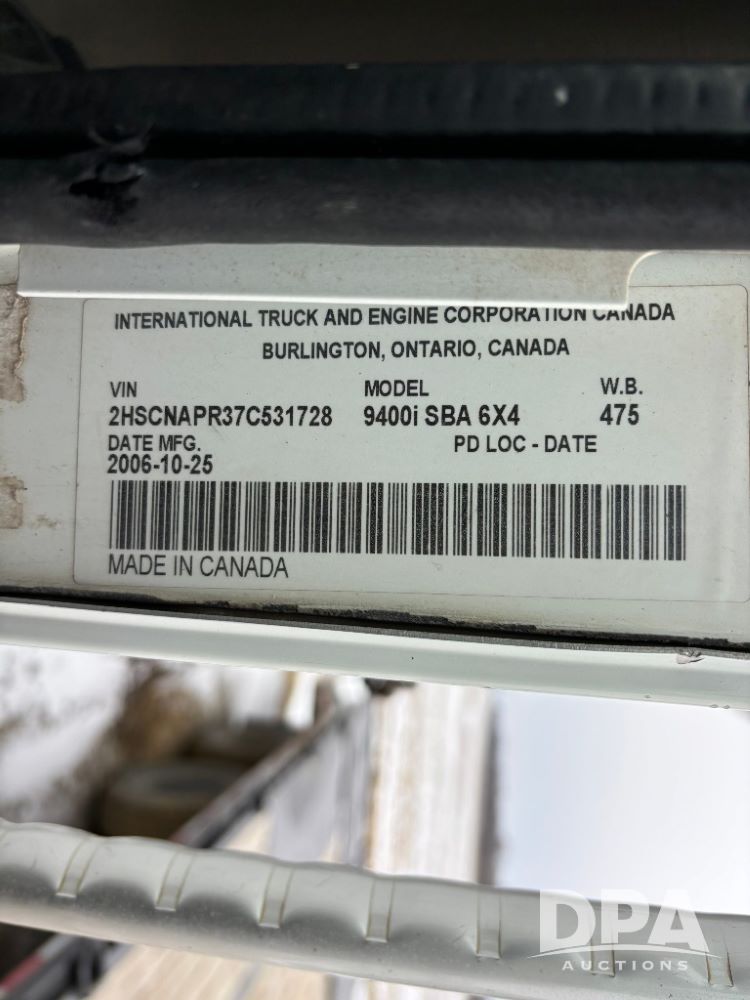 INTERNATIONAL TRUCK AND ENGINE CORPORATION CANADA
BURLINGTON, ONTARIO, CANADA
VIN MODEL W.B.
2HSCNAPR37C531728 9400i SBA 6X4 475
DATE MFG. PD LOC - DATE
2006-10-25
MADE IN CANADA
DPA
AUCTIONS